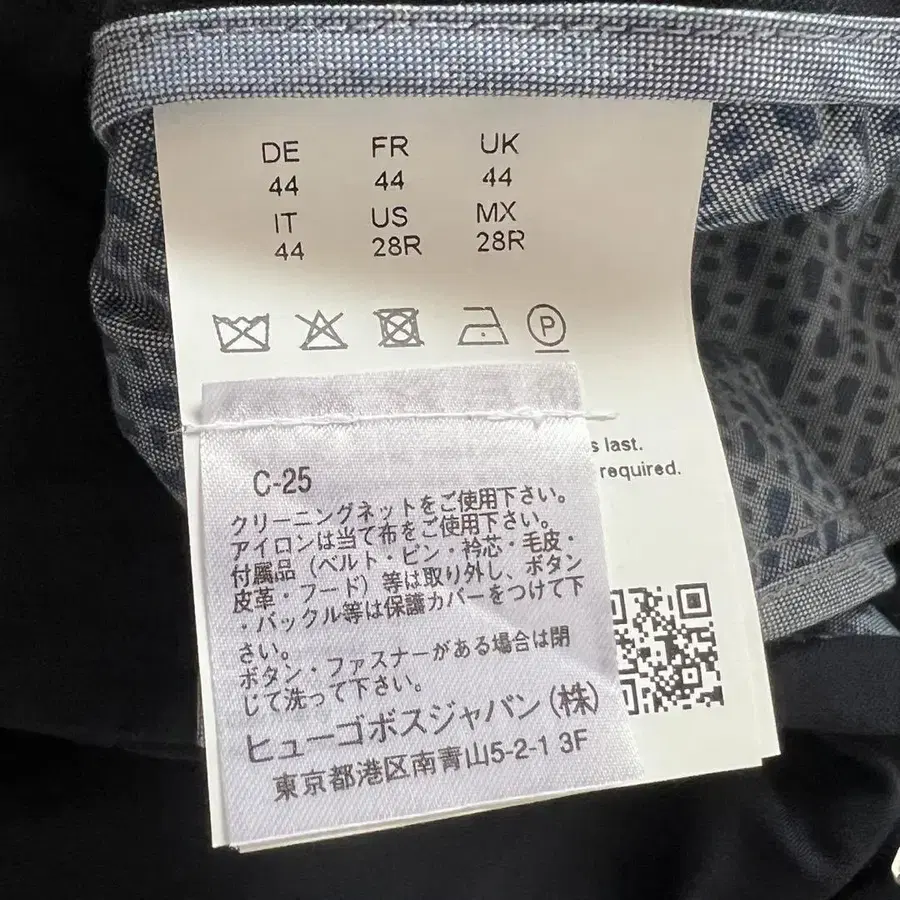 DE FR UK
44 44 44
IT US MX
44 28R 28R
P
s last.
required.
C-25
クリーニングネットをご使用下さい。
アイロンは当て布をご使用下さい。
付属品（ベルト・ピン・衿芯・毛皮・
皮革・フード）等は取り外し、ボタン
・バックル等は保護カバーをつけて下
さい。
ボタン・ファスナーがある場合は閉
じて洗って下さい。
ヒューゴボスジャパン（株）
東京都港区南青山5-2-1 3F